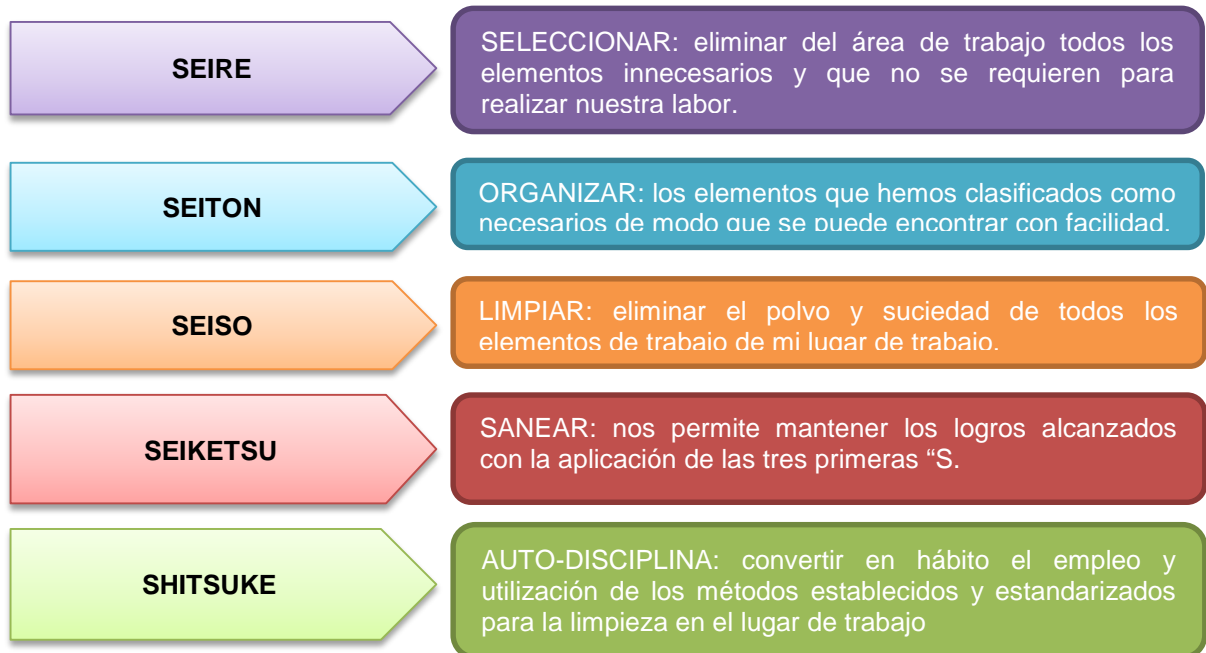 SEIRE
SELECCIONAR: eliminar del área de trabajo todos los
elementos innecesarios y que no se requieren para
realizar nuestra labor.
SEITON
ORGANIZAR: los elementos que hemos clasificados como
necesarios de modo que se puede encontrar con facilidad.
SEISO
LIMPIAR: eliminar el polvo y suciedad de todos los
elementos de trabajo de mi lugar de trabajo.
SEIKETSU
SANEAR: nos permite mantener los logros alcanzados
con la aplicación de las tres primeras “S.
SHITSUKE
AUTO-DISCIPLINA: convertir en hábito el empleo y
utilización de los métodos establecidos y estandarizados
para la limpieza en el lugar de trabajo